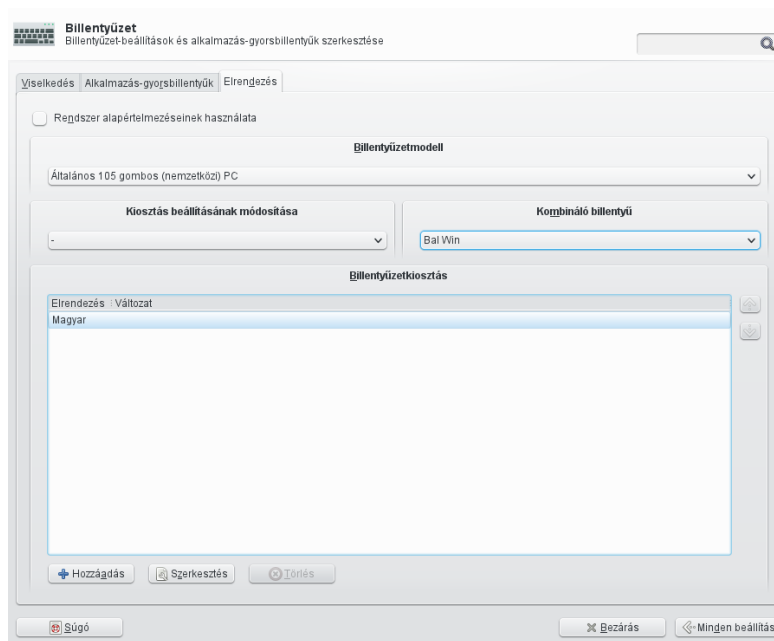 Billentyűzet
Billentyűzet-beállítások és alkalmazás-gyorsbillentyűk szerkesztése
Viselkedés Alkalmazás-gyorsbillentyűk Elrendezés
Rendszer alapértelmezéseinek használata
Billentyűzetmodell
Általános 105 gombos (nemzetközi) PC
Kiosztás beállításának módosítása Kombináló billentyű
- Bal Win
Billentyűzetkiosztás
Elrendezés Változat
Magyar
Hozzáadás Szerkesztés Törlés
Súgó Bezárás Minden beállítás